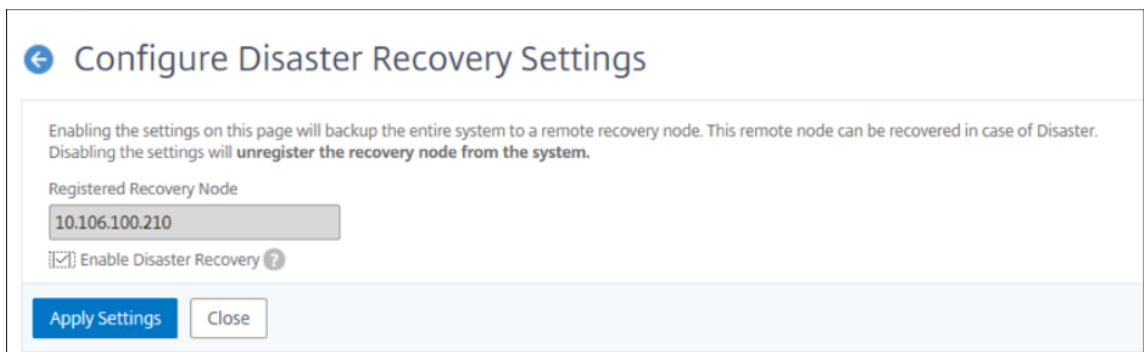 Configure Disaster Recovery Settings
Enabling the settings on this page will backup the entire system to a remote recovery node. This remote node can be recovered in case of Disaster.
Disabling the settings will unregister the recovery node from the system.
Registered Recovery Node
10.106.100.210
Enable Disaster Recovery ?
Apply Settings Close